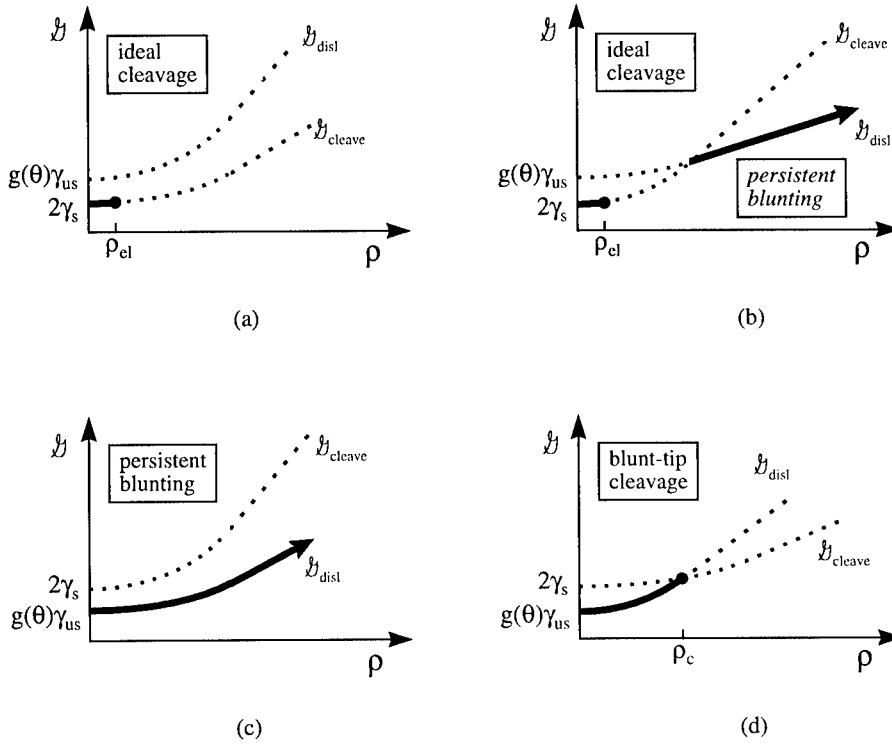 𝒢
ideal
cleavage
𝒢disl
𝒢cleave
g(θ)γus
2γs
ρel
ρ
(a)
𝒢
ideal
cleavage
𝒢cleave
𝒢disl
g(θ)γus
2γs
persistent
blunting
ρel
ρ
(b)
𝒢
persistent
blunting
𝒢cleave
2γs
g(θ)γus
𝒢disl
ρ
(c)
𝒢
blunt-tip
cleavage
𝒢disl
𝒢cleave
2γs
g(θ)γus
ρc
ρ
(d)